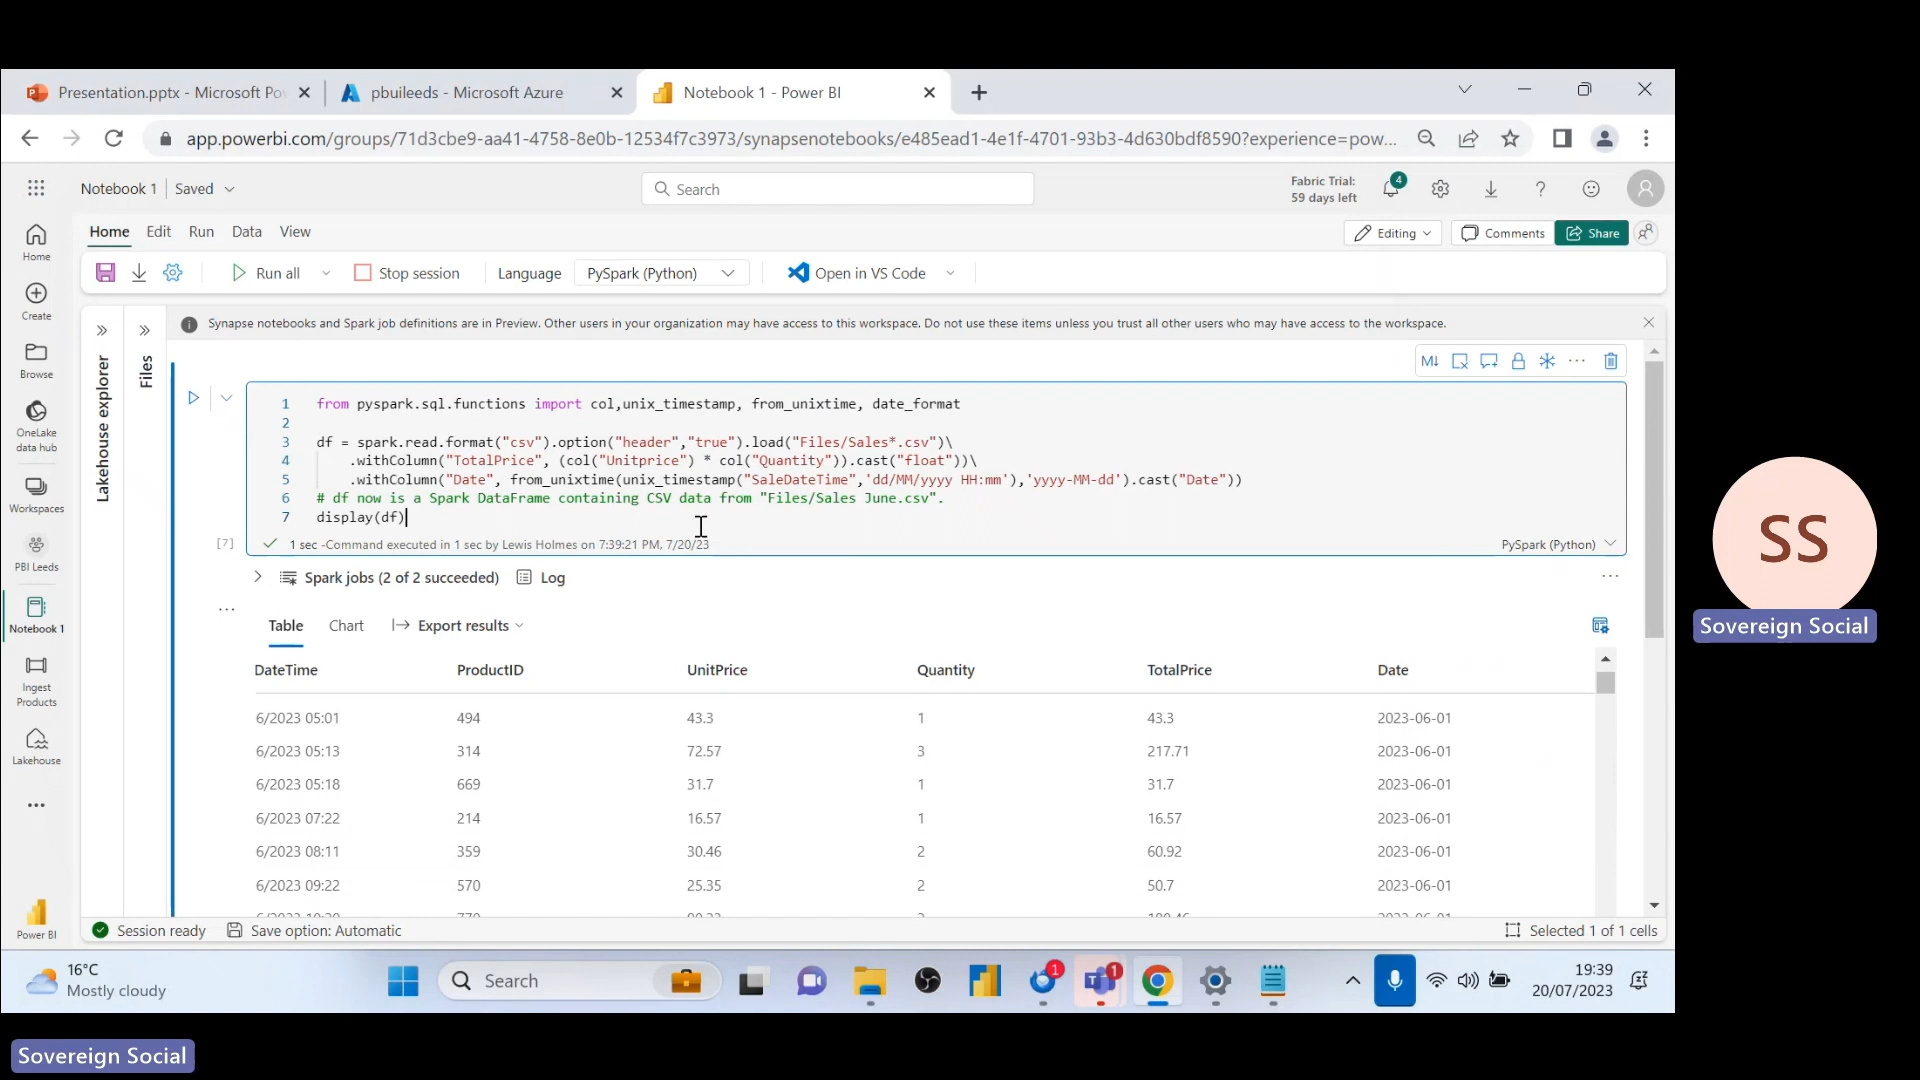 Presentation.pptx - Microsoft Po
pbuileeds - Microsoft Azure
Notebook 1 - Power BI
app.powerbi.com/groups/71d3cbe9-aa41-4758-8e0b-12534f7c3973/synapsenotebooks/e485ead1-4e1f-4701-93b3-4d630bdf8590?experience=pow...
Notebook 1
Saved
Search
Fabric Trial:
59 days left
4
Home
Edit
Run
Data
View
Editing
Comments
Share
Run all
Stop session
Language
PySpark (Python)
Open in VS Code
Home
Create
Browse
OneLake
data hub
Workspaces
PBI Leeds
Notebook 1
Ingest
Products
Lakehouse
Power BI
Lakehouse explorer
Files
Synapse notebooks and Spark job definitions are in Preview. Other users in your organization may have access to this workspace. Do not use these items unless you trust all other users who may have access to the workspace.
M↓
1 from pyspark.sql.functions import col,unix_timestamp, from_unixtime, date_format
2
3 df = spark.read.format("csv").option("header","true").load("Files/Sales*.csv")\
4 .withColumn("TotalPrice", (col("Unitprice") * col("Quantity")).cast("float"))\
5 .withColumn("Date", from_unixtime(unix_timestamp("SaleDateTime",'dd/MM/yyyy HH:mm'),'yyyy-MM-dd').cast("Date"))
6 # df now is a Spark DataFrame containing CSV data from "Files/Sales June.csv".
7 display(df)
[7]
1 sec -Command executed in 1 sec by Lewis Holmes on 7:39:21 PM, 7/20/23
PySpark (Python)
Spark jobs (2 of 2 succeeded)
Log
Table
Chart
Export results
DateTime ProductID UnitPrice Quantity TotalPrice Date
6/2023 05:01 494 43.3 1 43.3 2023-06-01
6/2023 05:13 314 72.57 3 217.71 2023-06-01
6/2023 05:18 669 31.7 1 31.7 2023-06-01
6/2023 07:22 214 16.57 1 16.57 2023-06-01
6/2023 08:11 359 30.46 2 60.92 2023-06-01
6/2023 09:22 570 25.35 2 50.7 2023-06-01
Session ready
Save option: Automatic
Selected 1 of 1 cells
16°C
Mostly cloudy
Search
1
1
19:39
20/07/2023
SS
Sovereign Social
Sovereign Social